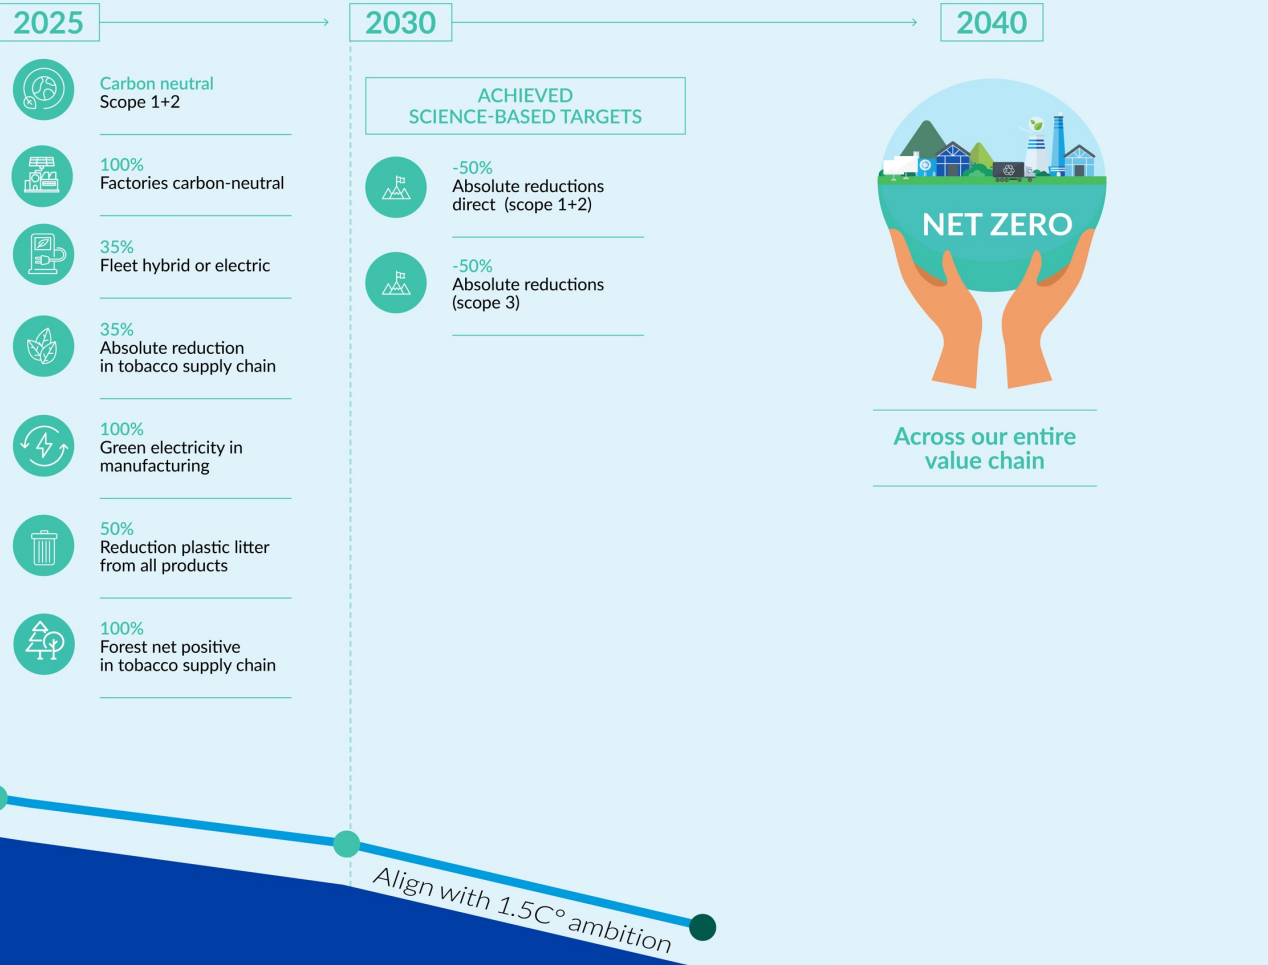 2025
Carbon neutral
Scope 1+2
100%
Factories carbon-neutral
35%
Fleet hybrid or electric
35%
Absolute reduction
in tobacco supply chain
100%
Green electricity in
manufacturing
50%
Reduction plastic litter
from all products
100%
Forest net positive
in tobacco supply chain
2030
ACHIEVED
SCIENCE-BASED TARGETS
-50%
Absolute reductions
direct (scope 1+2)
-50%
Absolute reductions
(scope 3)
2040
NET ZERO
Across our entire
value chain
Align with 1.5C° ambition